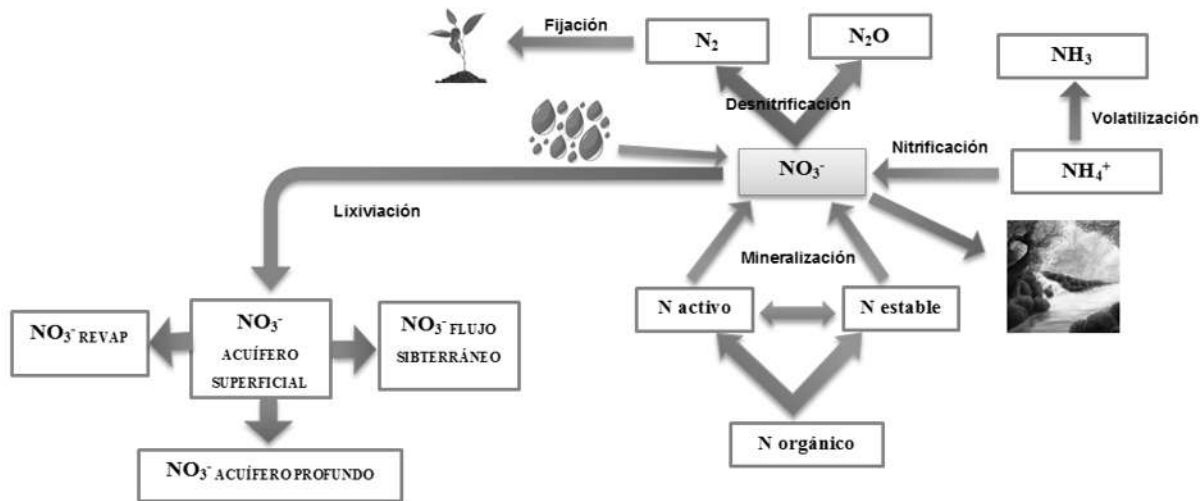 Fijación
N₂
N₂O
NH₃
Desnitrificación
Volatilización
NO₃⁻
Nitrificación
NH₄⁺
Lixiviación
Mineralización
N activo
N estable
NO₃⁻ REVAP
NO₃⁻
ACUÍFERO
SUPERFICIAL
NO₃⁻ FLUJO
SIBTERRÁNEO
N orgánico
NO₃⁻ ACUÍFERO PROFUNDO